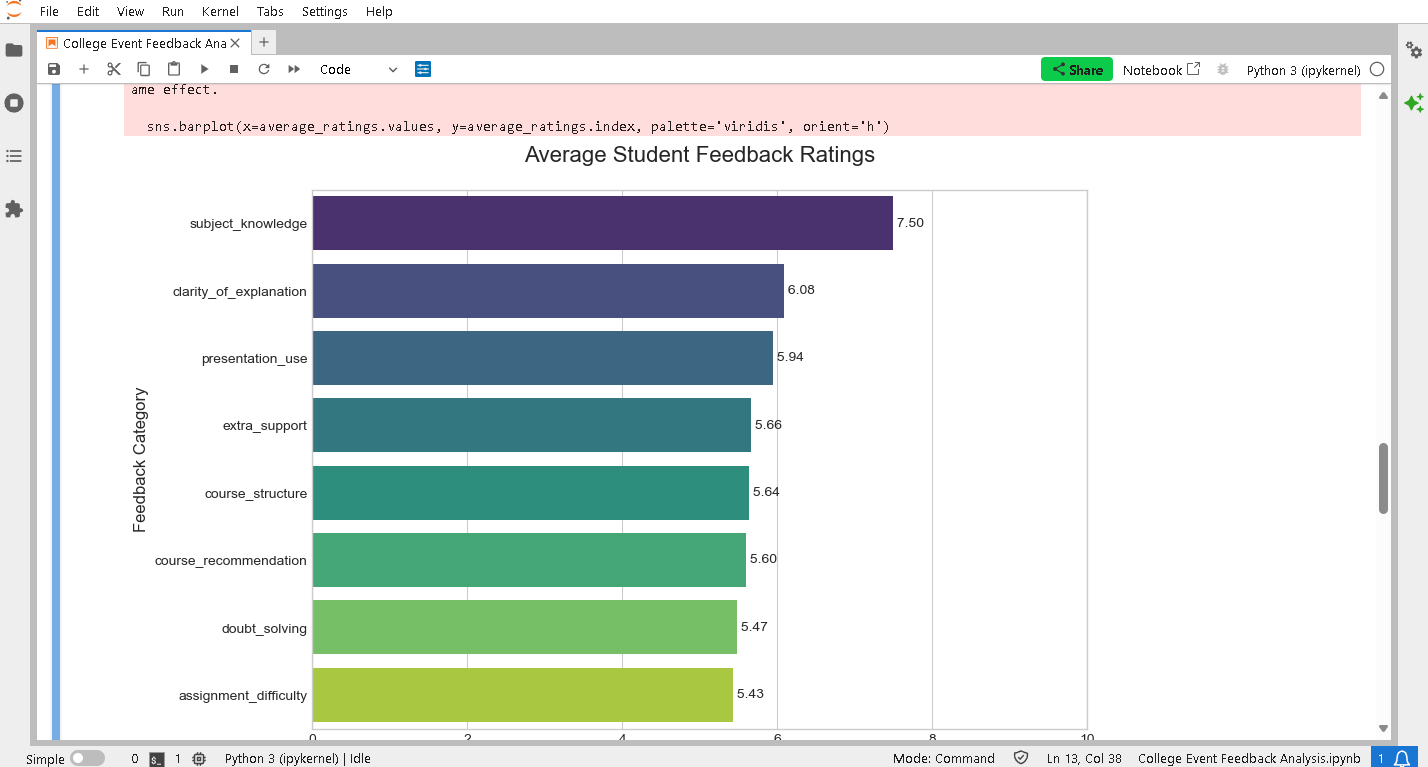 File Edit View Run Kernel Tabs Settings Help
College Event Feedback Ana
Code
Share
Notebook
Python 3 (ipykernel)
ame effect.
sns.barplot(x=average_ratings.values, y=average_ratings.index, palette='viridis', orient='h')
Average Student Feedback Ratings
Feedback Category
subject_knowledge 7.50
clarity_of_explanation 6.08
presentation_use 5.94
extra_support 5.66
course_structure 5.64
course_recommendation 5.60
doubt_solving 5.47
assignment_difficulty 5.43
0 2 4 6 8 10
Simple 0 $_ 1 Python 3 (ipykernel) | Idle Mode: Command Ln 13, Col 38 College Event Feedback Analysis.ipynb 1